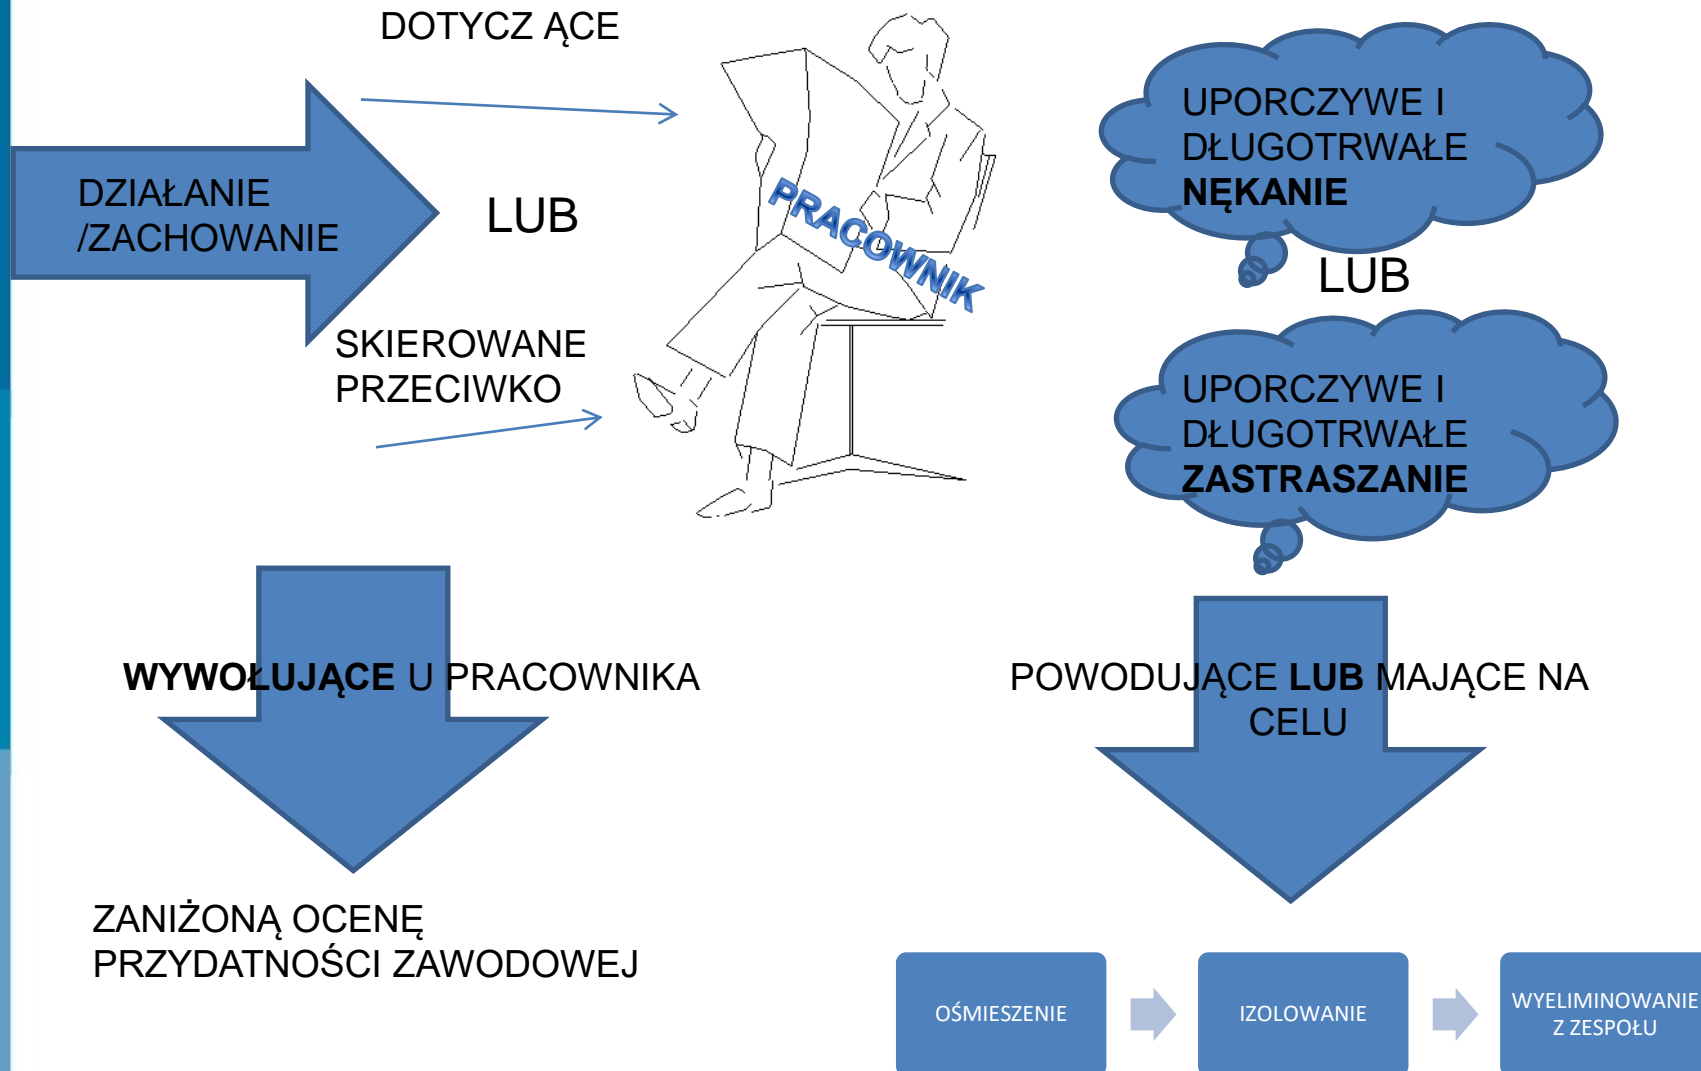 DOTYCZ ĄCE
DZIAŁANIE
/ZACHOWANIE
LUB
SKIEROWANE
PRZECIWKO
PRACOWNIK
UPORCZYWE I
DŁUGOTRWAŁE
NĘKANIE
LUB
UPORCZYWE I
DŁUGOTRWAŁE
ZASTRASZANIE
WYWOŁUJĄCE U PRACOWNIKA
ZANIŻONĄ OCENĘ
PRZYDATNOŚCI ZAWODOWEJ
POWODUJĄCE LUB MAJĄCE NA
CELU
OŚMIESZENIE
IZOLOWANIE
WYELIMINOWANIE
Z ZESPOŁU